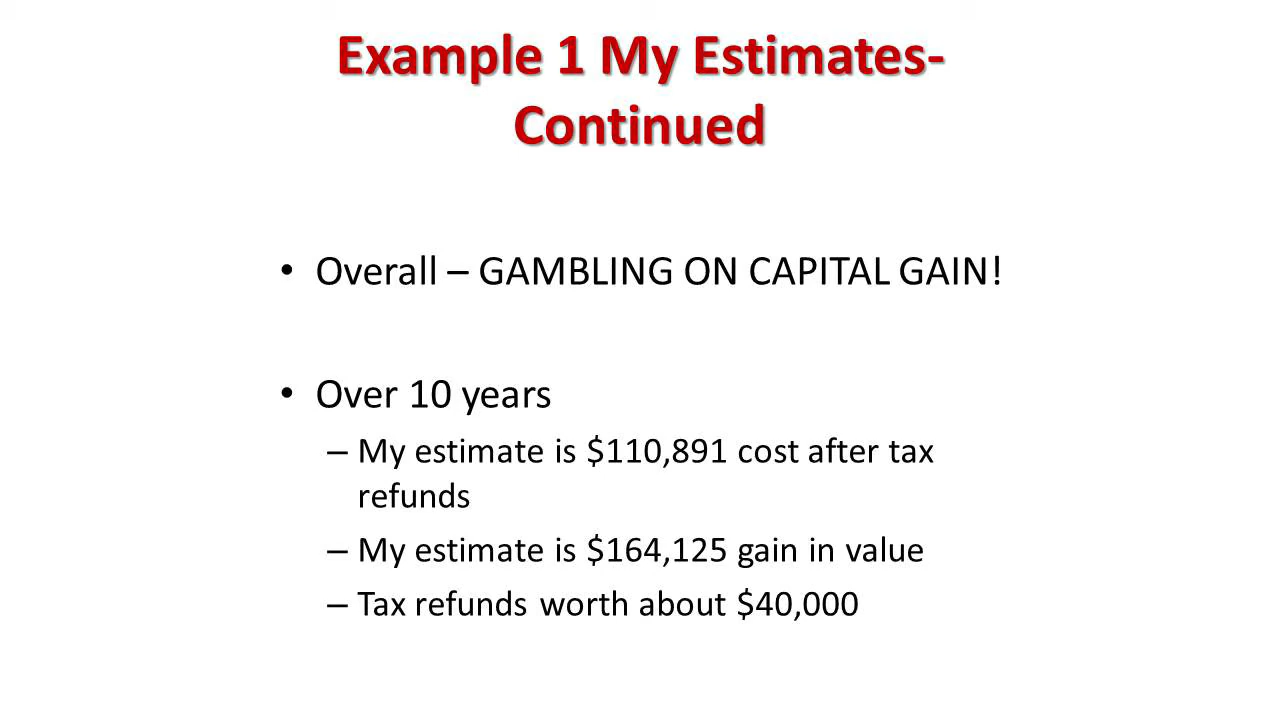 Example 1 My Estimates-
Continued
• Overall – GAMBLING ON CAPITAL GAIN!
• Over 10 years
– My estimate is $110,891 cost after tax
refunds
– My estimate is $164,125 gain in value
– Tax refunds worth about $40,000